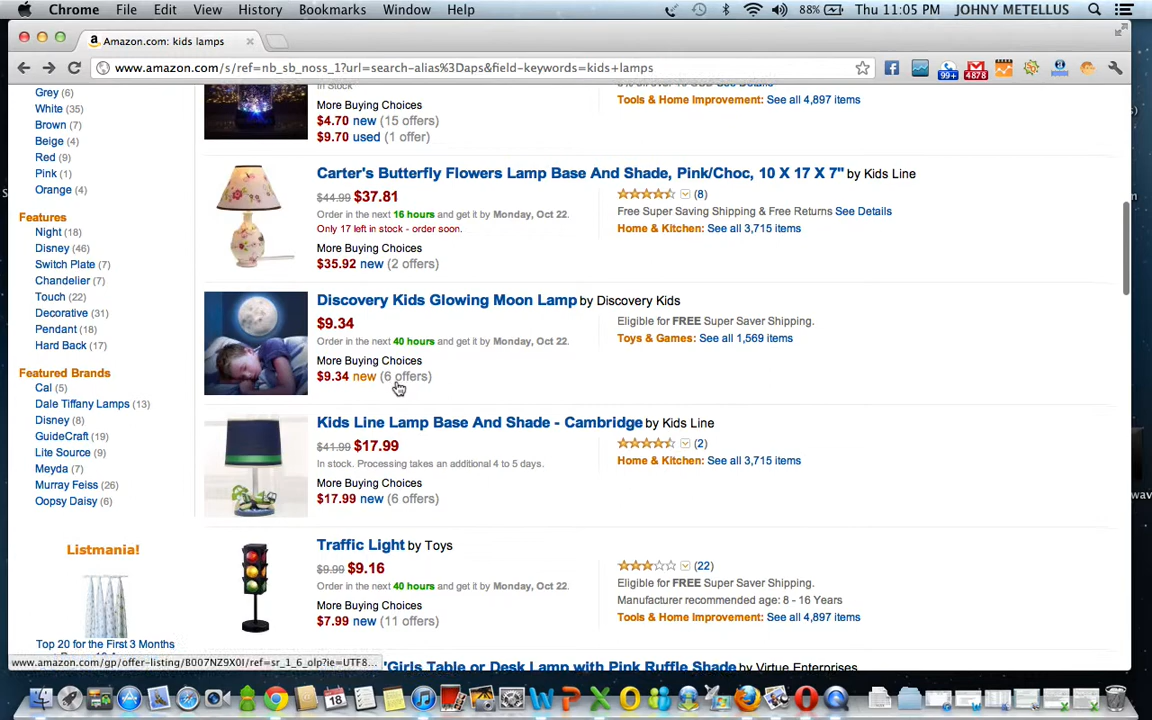 Chrome File Edit View History Bookmarks Window Help 88% Thu 11:05 PM JOHNY METELLUS
Amazon.com: kids lamps
www.amazon.com/s/ref=nb_sb_noss_1?url=search-alias%3Daps&field-keywords=kids+lamps
99+ 4878
Grey (6)
White (35)
Brown (7)
Beige (4)
Red (9)
Pink (1)
Orange (4)
Features
Night (18)
Disney (46)
Switch Plate (7)
Chandelier (7)
Touch (22)
Decorative (31)
Pendant (18)
Hard Back (17)
Featured Brands
Cal (5)
Dale Tiffany Lamps (13)
Disney (8)
GuideCraft (19)
Lite Source (9)
Meyda (7)
Murray Feiss (26)
Oopsy Daisy (6)
Listmania!
Top 20 for the First 3 Months
More Buying Choices
$4.70 new (15 offers)
$9.70 used (1 offer)
Tools & Home Improvement: See all 4,897 items
Carter's Butterfly Flowers Lamp Base And Shade, Pink/Choc, 10 X 17 X 7" by Kids Line
$44.99 $37.81
Order in the next 16 hours and get it by Monday, Oct 22.
Only 17 left in stock - order soon.
More Buying Choices
$35.92 new (2 offers)
(8)
Free Super Saving Shipping & Free Returns See Details
Home & Kitchen: See all 3,715 items
Discovery Kids Glowing Moon Lamp by Discovery Kids
$9.34
Order in the next 40 hours and get it by Monday, Oct 22.
More Buying Choices
$9.34 new (6 offers)
Eligible for FREE Super Saver Shipping.
Toys & Games: See all 1,569 items
Kids Line Lamp Base And Shade - Cambridge by Kids Line
$41.99 $17.99
In stock. Processing takes an additional 4 to 5 days.
More Buying Choices
$17.99 new (6 offers)
(2)
Home & Kitchen: See all 3,715 items
Traffic Light by Toys
$9.99 $9.16
Order in the next 40 hours and get it by Monday, Oct 22.
More Buying Choices
$7.99 new (11 offers)
(22)
Eligible for FREE Super Saver Shipping.
Manufacturer recommended age: 8 - 16 Years
Tools & Home Improvement: See all 4,897 items
'Girls Table or Desk Lamp with Pink Ruffle Shade by Virtue Enterprises
www.amazon.com/gp/offer-listing/B007NZ9X0I/ref=sr_1_6_olp?ie=UTF8...